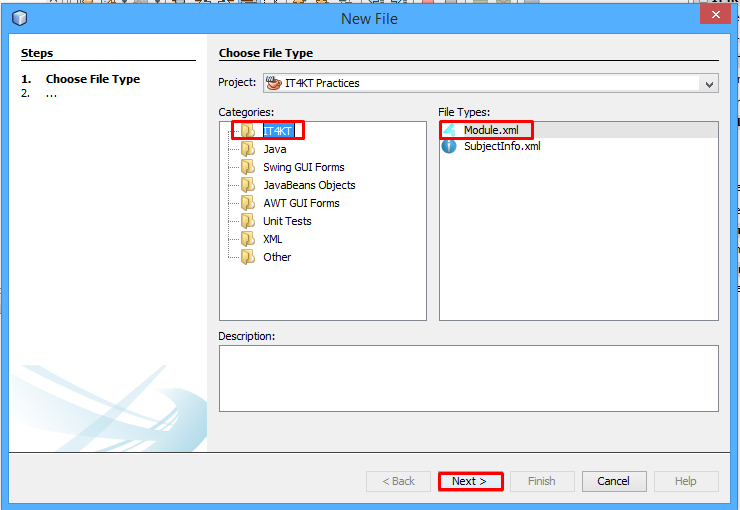 New File
Steps
1. Choose File Type
2. ...
Choose File Type
Project: IT4KT Practices
Categories:
IT4KT
Java
Swing GUI Forms
JavaBeans Objects
AWT GUI Forms
Unit Tests
XML
Other
File Types:
Module.xml
SubjectInfo.xml
Description:
< Back
Next >
Finish
Cancel
Help